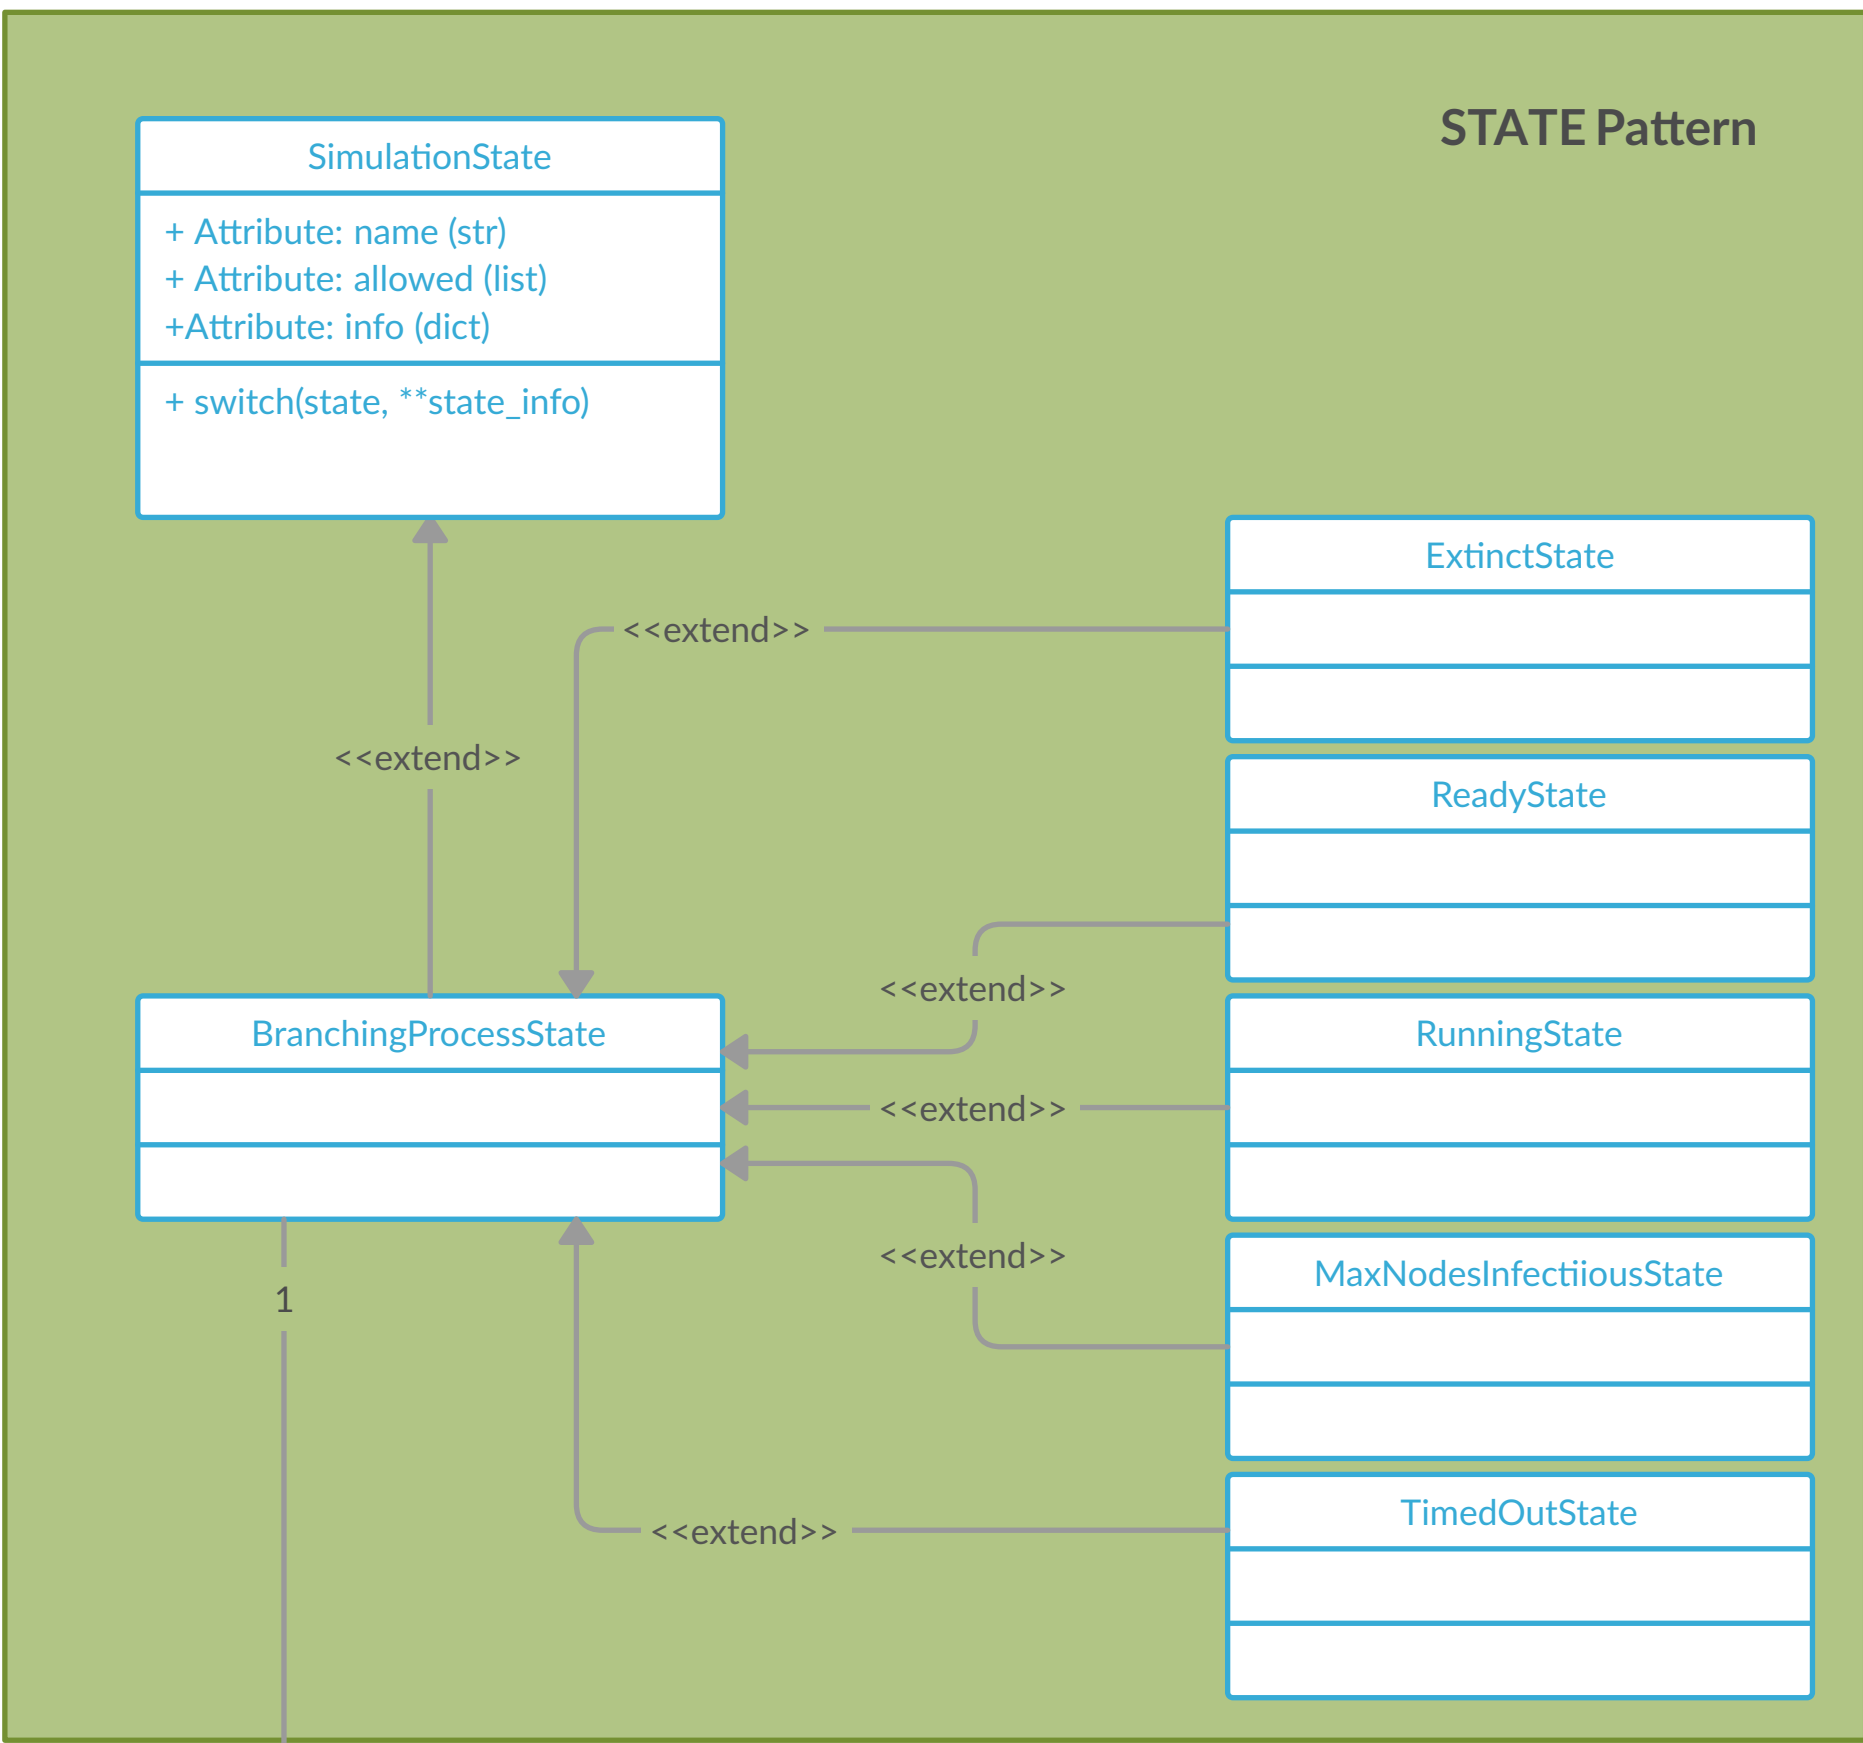 STATE Pattern
SimulationState
+ Attribute: name (str)
+ Attribute: allowed (list)
+Attribute: info (dict)
+ switch(state, **state_info)
ExtinctState
<<extend>>
<<extend>>
ReadyState
<<extend>>
BranchingProcessState
RunningState
<<extend>>
<<extend>>
MaxNodesInfectiiousState
1
TimedOutState
<<extend>>